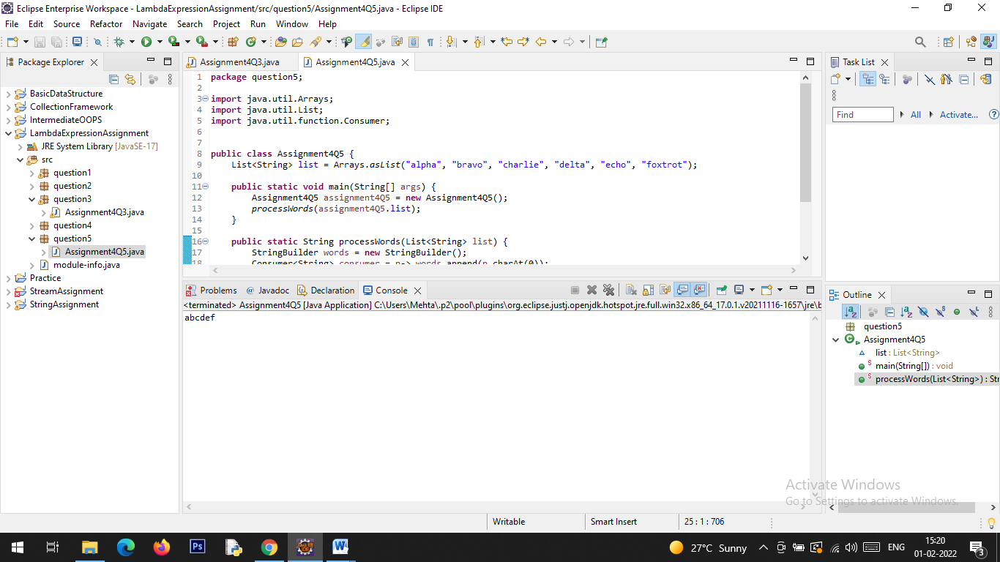 Eclipse Enterprise Workspace - LambdaExpressionAssignment/src/question5/Assignment4Q5.java - Eclipse IDE
File Edit Source Refactor Navigate Search Project Run Window Help
Package Explorer
BasicDataStructure
CollectionFramework
IntermediateOOPS
LambdaExpressionAssignment
JRE System Library [JavaSE-17]
src
question1
question2
question3
Assignment4Q3.java
question4
question5
Assignment4Q5.java
module-info.java
Practice
StreamAssignment
StringAssignment
Assignment4Q3.java Assignment4Q5.java
1 package question5;
2
3 import java.util.Arrays;
4 import java.util.List;
5 import java.util.function.Consumer;
6
7
8 public class Assignment4Q5 {
9 List<String> list = Arrays.asList("alpha", "bravo", "charlie", "delta", "echo", "foxtrot");
10
11 public static void main(String[] args) {
12 Assignment4Q5 assignment4Q5 = new Assignment4Q5();
13 processWords(assignment4Q5.list);
14 }
15
16 public static String processWords(List<String> list) {
17 StringBuilder words = new StringBuilder();
18 Consumer<String> consumer = n-> words.append(n.charAt(0));
Problems @ Javadoc Declaration Console
<terminated> Assignment4Q5 [Java Application] C:\Users\Mehta\.p2\pool\plugins\org.eclipse.justj.openjdk.hotspot.jre.full.win32.x86_64_17.0.1.v20211116-1657\jre\b
abcdef
Task List
Find All Activate...
Outline
question5
Assignment4Q5
list : List<String>
main(String[]) : void
processWords(List<String>) : Str
Activate Windows
Go to Settings to activate Windows.
Writable Smart Insert 25 : 1 : 706
27°C Sunny ENG 15:20
01-02-2022
3